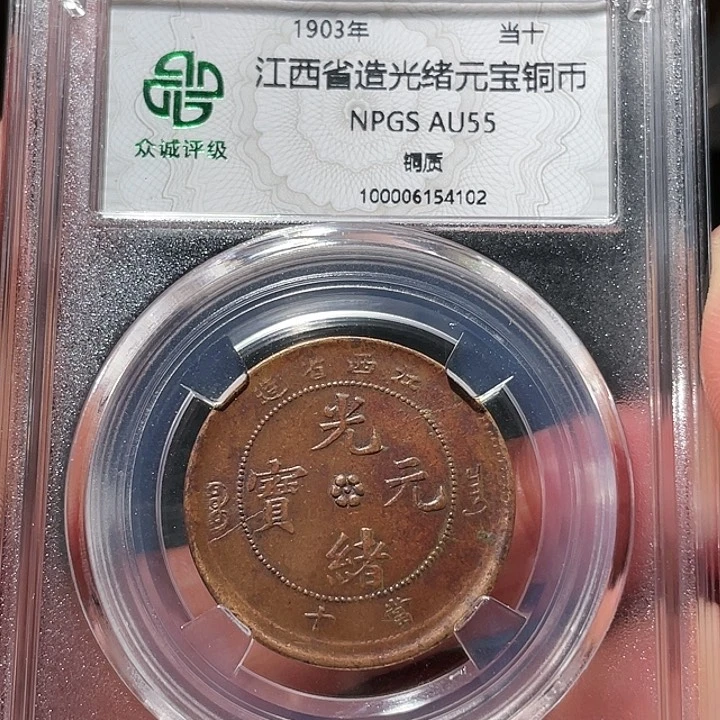 1903年 当十
江西省造光绪元宝铜币
NPGS AU55
众诚评级
铜质
100006154102
造省西江
光
寶 元
緒
十當